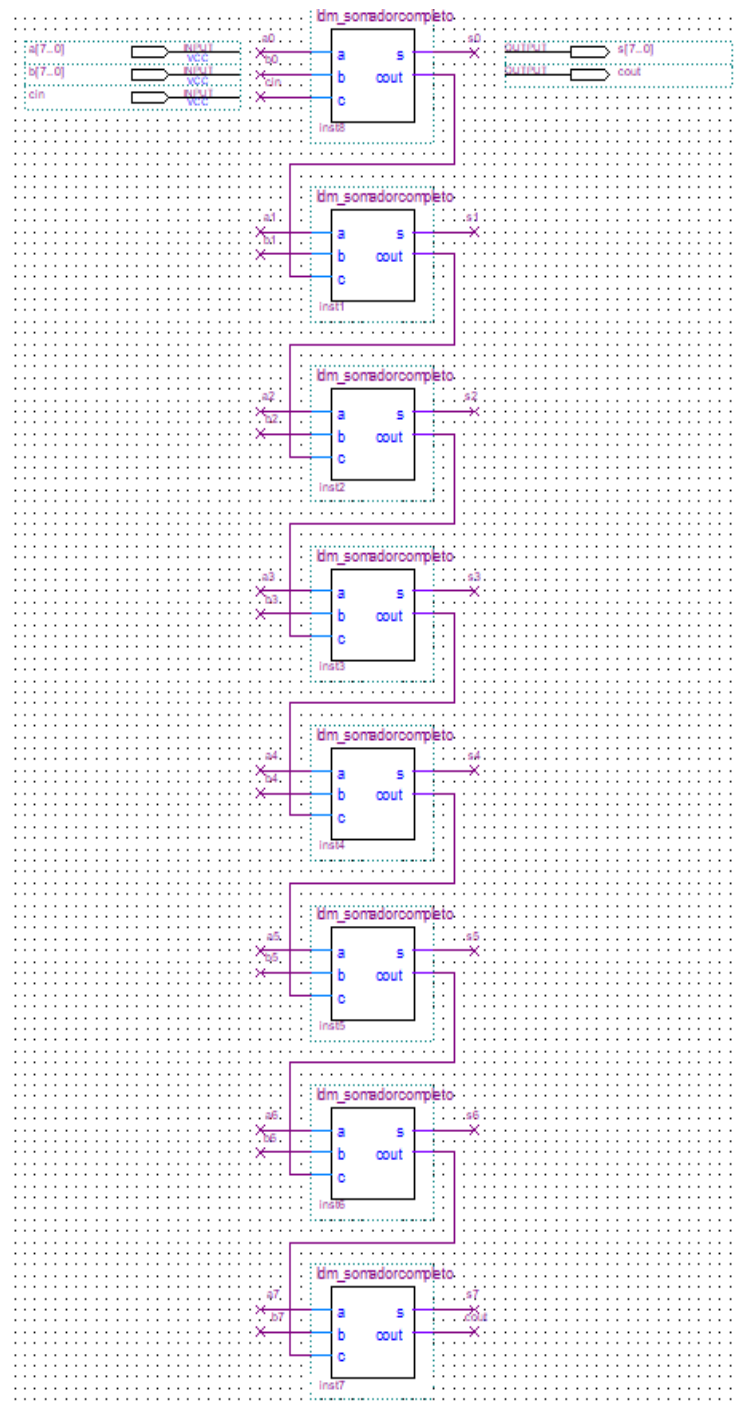 ldm_somadorcompleto
a[7..0] INPUT VCC
b[7..0] INPUT VCC
cin INPUT VCC
a0 a s s0
b0 b cout
cin c
OUTPUT s[7..0]
OUTPUT cout
inst8
ldm_somadorcompleto
a1 a s s1
b1 b cout
c
inst1
ldm_somadorcompleto
a2 a s s2
b2 b cout
c
inst2
ldm_somadorcompleto
a3 a s s3
b3 b cout
c
inst3
ldm_somadorcompleto
a4 a s s4
b4 b cout
c
inst4
ldm_somadorcompleto
a5 a s s5
b5 b cout
c
inst5
ldm_somadorcompleto
a6 a s s6
b6 b cout
c
inst6
ldm_somadorcompleto
a7 a s s7
b7 b cout cout
c
inst7